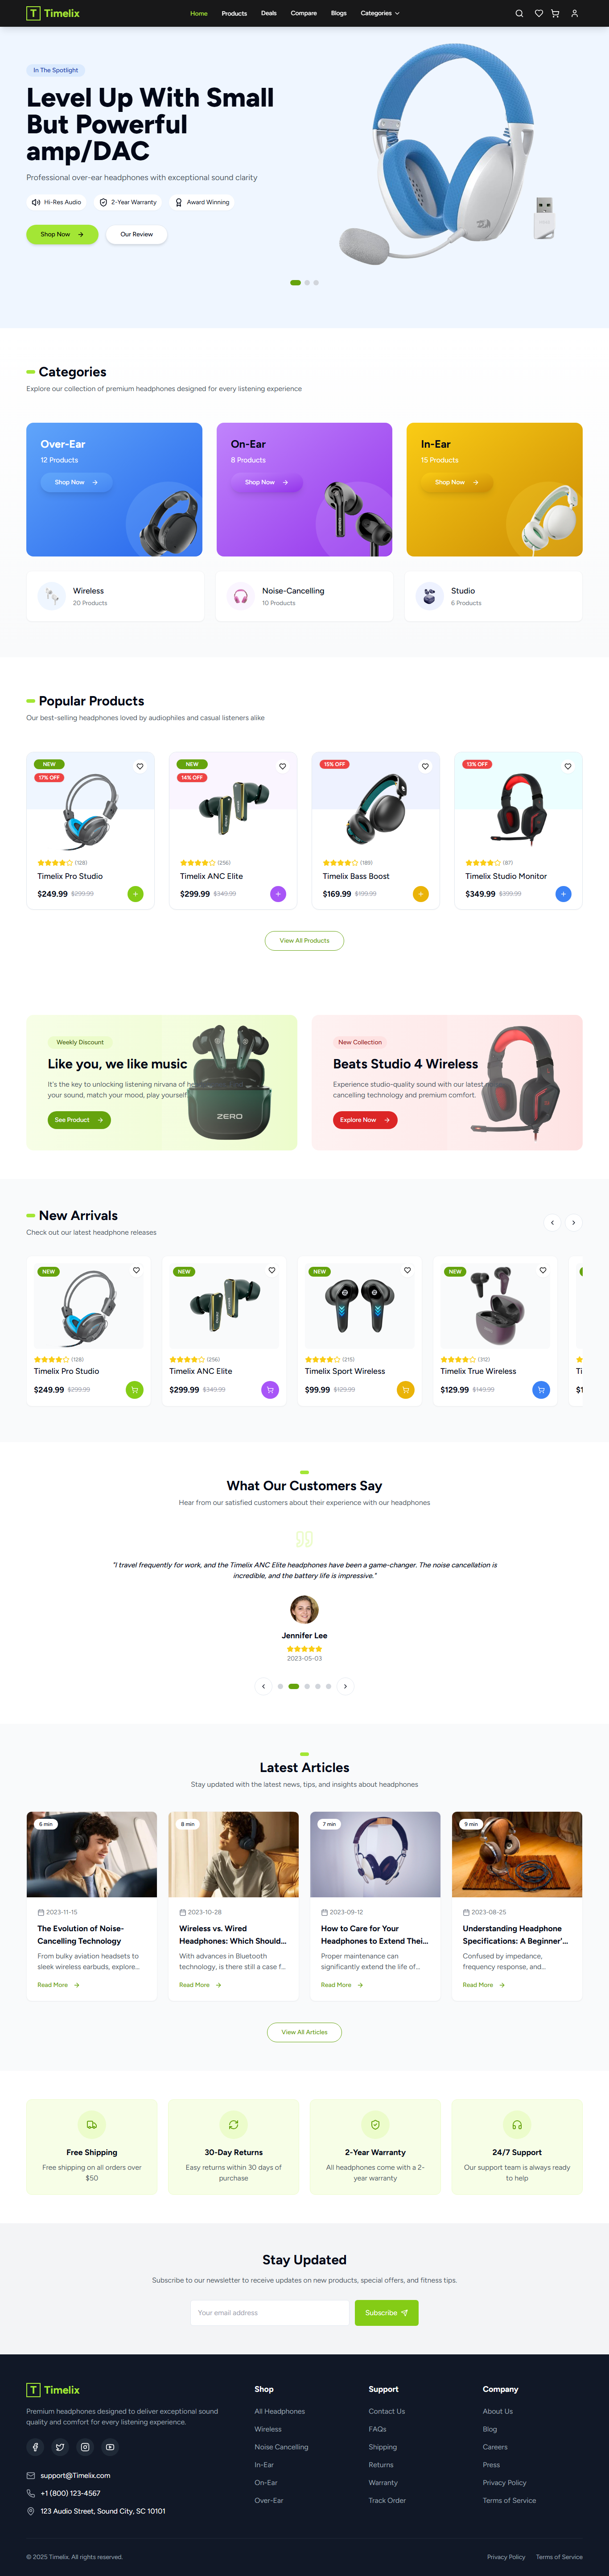 T Timelix
Home Products Deals Compare Blogs Categories
In The Spotlight
Level Up With Small
But Powerful
amp/DAC
Professional over-ear headphones with exceptional sound clarity
Hi-Res Audio 2-Year Warranty Award Winning
Shop Now Our Review
Categories
Explore our collection of premium headphones designed for every listening experience
Over-Ear
12 Products
Shop Now
On-Ear
8 Products
Shop Now
In-Ear
15 Products
Shop Now
Wireless
20 Products
Noise-Cancelling
10 Products
Studio
6 Products
Popular Products
Our best-selling headphones loved by audiophiles and casual listeners alike
NEW
17% OFF
(128)
Timelix Pro Studio
$249.99 $299.99
NEW
14% OFF
(256)
Timelix ANC Elite
$299.99 $349.99
15% OFF
(189)
Timelix Bass Boost
$169.99 $199.99
13% OFF
(87)
Timelix Studio Monitor
$349.99 $399.99
View All Products
Weekly Discount
Like you, we like music
It's the key to unlocking listening nirvana of
your sound, match your mood, play yourself
See Product
ZERO
New Collection
Beats Studio 4 Wireless
Experience studio-quality sound with our latest
cancelling technology and premium comfort.
Explore Now
New Arrivals
Check out our latest headphone releases
NEW
(128)
Timelix Pro Studio
$249.99 $299.99
NEW
(256)
Timelix ANC Elite
$299.99 $349.99
NEW
(215)
Timelix Sport Wireless
$99.99 $129.99
NEW
(312)
Timelix True Wireless
$129.99 $149.99
Ti
$1
What Our Customers Say
Hear from our satisfied customers about their experience with our headphones
"I travel frequently for work, and the Timelix ANC Elite headphones have been a game-changer. The noise cancellation is
incredible, and the battery life is impressive."
Jennifer Lee
2023-05-03
Latest Articles
Stay updated with the latest news, tips, and insights about headphones
6 min
2023-11-15
The Evolution of Noise-
Cancelling Technology
From bulky aviation headsets to
sleek wireless earbuds, explore...
Read More
8 min
2023-10-28
Wireless vs. Wired
Headphones: Which Should...
With advances in Bluetooth
technology, is there still a case f...
Read More
7 min
2023-09-12
How to Care for Your
Headphones to Extend Thei...
Proper maintenance can
significantly extend the life of...
Read More
9 min
2023-08-25
Understanding Headphone
Specifications: A Beginner'...
Confused by impedance,
frequency response, and...
Read More
View All Articles
Free Shipping
Free shipping on all orders over
$50
30-Day Returns
Easy returns within 30 days of
purchase
2-Year Warranty
All headphones come with a 2-
year warranty
24/7 Support
Our support team is always ready
to help
Stay Updated
Subscribe to our newsletter to receive updates on new products, special offers, and fitness tips.
Your email address Subscribe
T Timelix
Premium headphones designed to deliver exceptional sound
quality and comfort for every listening experience.
support@Timelix.com
+1 (800) 123-4567
123 Audio Street, Sound City, SC 10101
Shop
All Headphones
Wireless
Noise Cancelling
In-Ear
On-Ear
Over-Ear
Support
Contact Us
FAQs
Shipping
Returns
Warranty
Track Order
Company
About Us
Blog
Careers
Press
Privacy Policy
Terms of Service
© 2025 Timelix. All rights reserved.
Privacy Policy Terms of Service